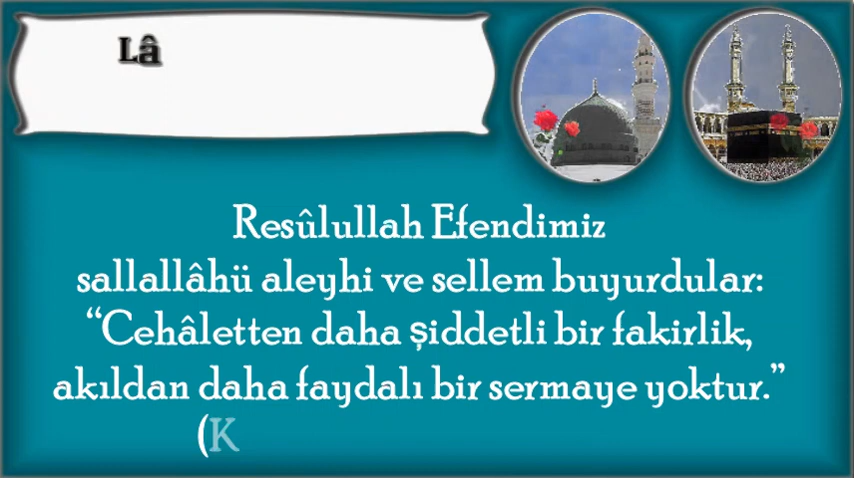 Lâ
Resûlullah Efendimiz
sallallâhü aleyhi ve sellem buyurdular:
“Cehâletten daha şiddetli bir fakirlik,
akıldan daha faydalı bir sermaye yoktur.”
(K